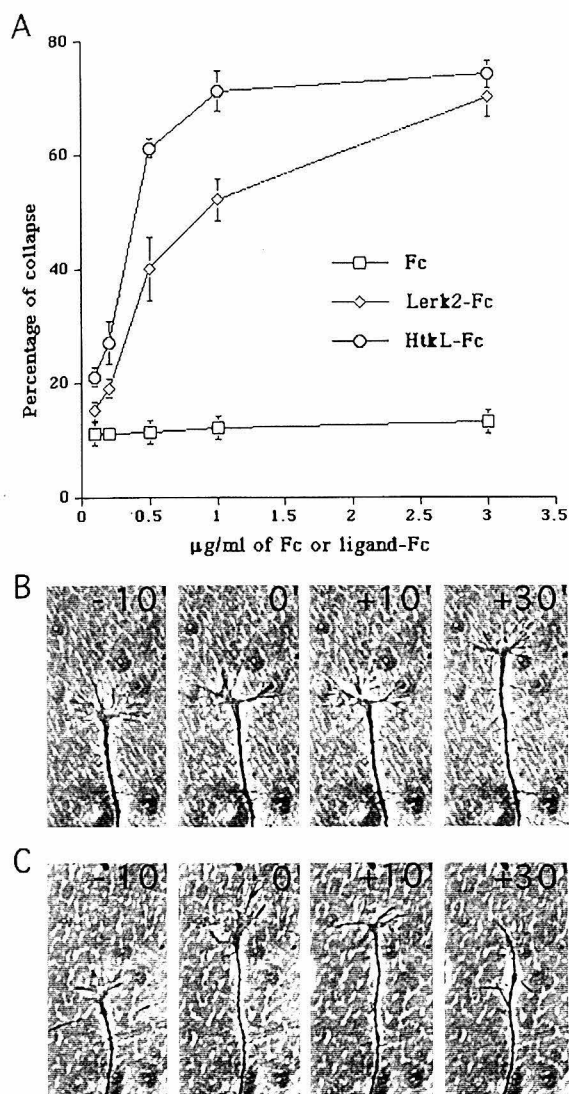 A
80
60
40
20
0
Percentage of collapse
Fc
Lerk2-Fc
HtkL-Fc
0 0.5 1 1.5 2 2.5 3 3.5
µg/ml of Fc or ligand-Fc
B
-10' 0' +10' +30'
C
-10' 0' +10' +30'